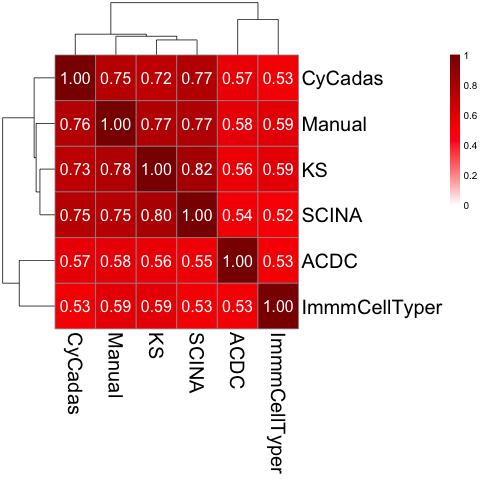 1.00 0.75 0.72 0.77 0.57 0.53 CyCadas
0.76 1.00 0.77 0.77 0.58 0.59 Manual
0.73 0.78 1.00 0.82 0.56 0.59 KS
0.75 0.75 0.80 1.00 0.54 0.52 SCINA
0.57 0.58 0.56 0.55 1.00 0.53 ACDC
0.53 0.59 0.59 0.53 0.53 1.00 ImmmCellTyper
CyCadas
Manual
KS
SCINA
ACDC
ImmmCellTyper
1
0.8
0.6
0.4
0.2
0